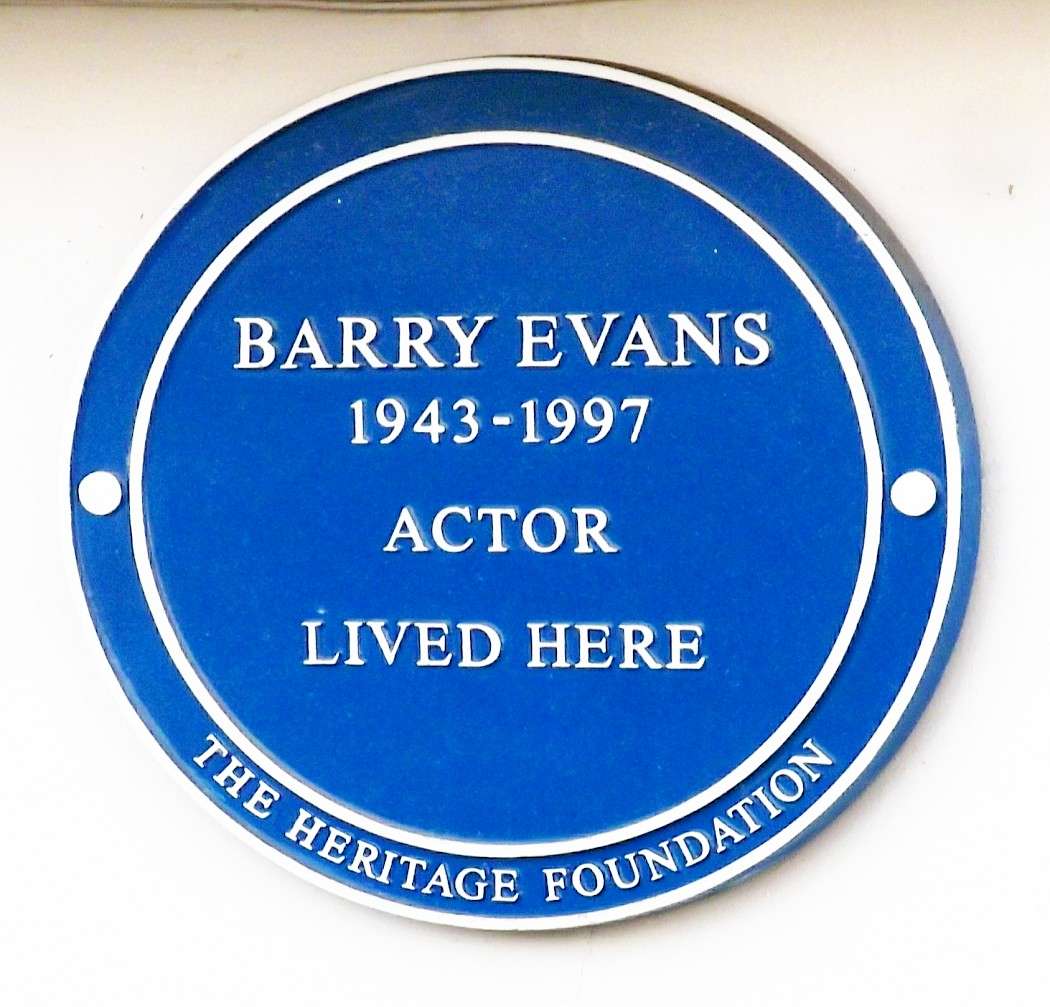 BARRY EVANS
1943-1997
ACTOR
LIVED HERE
THE HERITAGE FOUNDATION